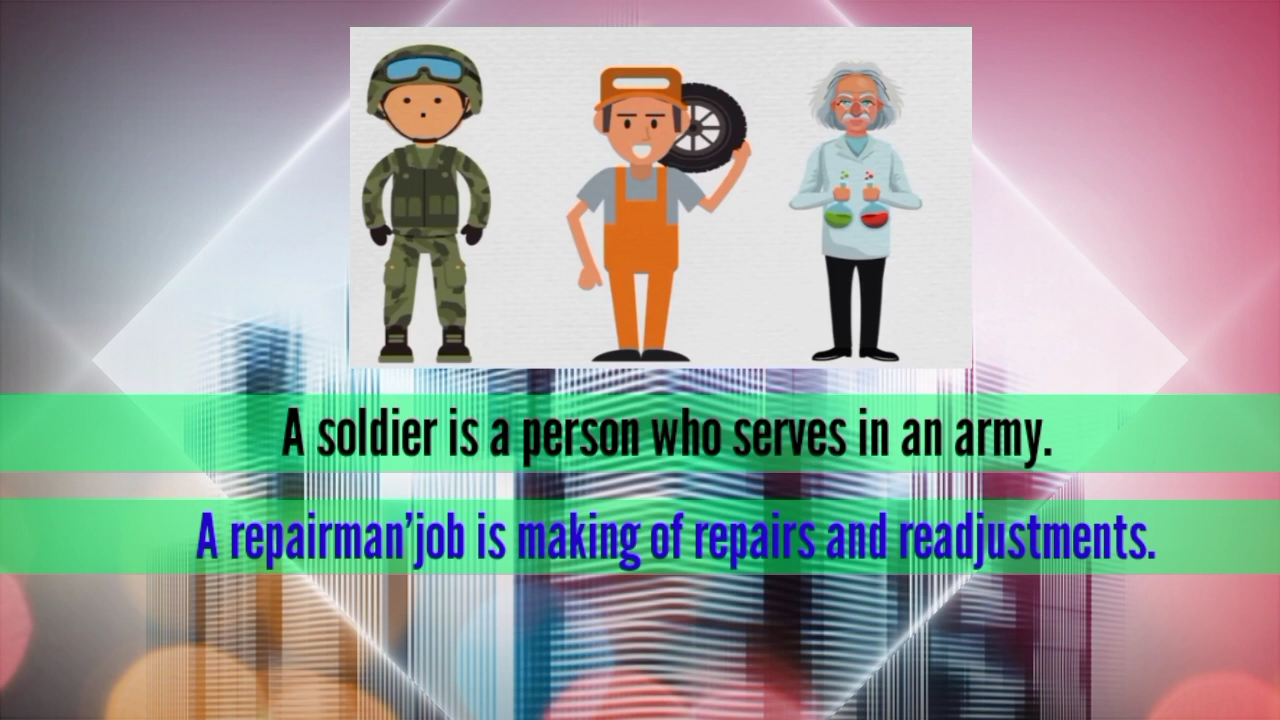 A soldier is a person who serves in an army.
A repairman’job is making of repairs and readjustments.